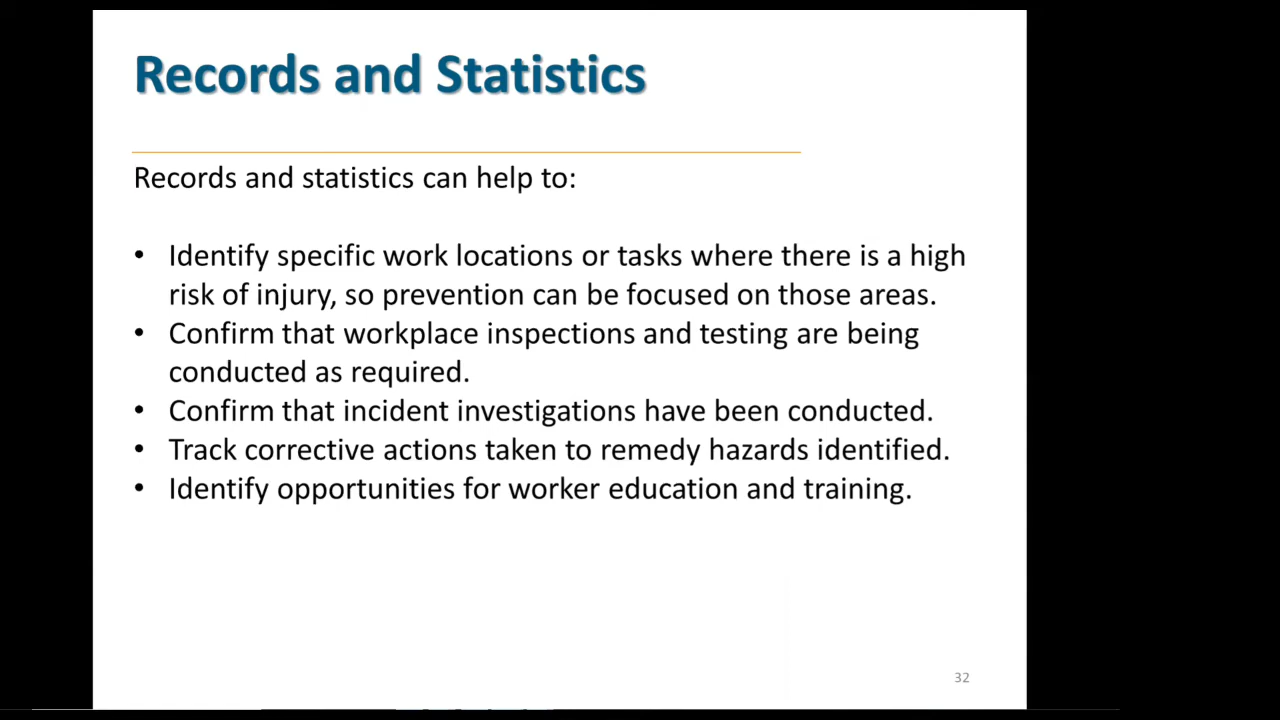 Records and Statistics
Records and statistics can help to:
• Identify specific work locations or tasks where there is a high
risk of injury, so prevention can be focused on those areas.
• Confirm that workplace inspections and testing are being
conducted as required.
• Confirm that incident investigations have been conducted.
• Track corrective actions taken to remedy hazards identified.
• Identify opportunities for worker education and training.
32